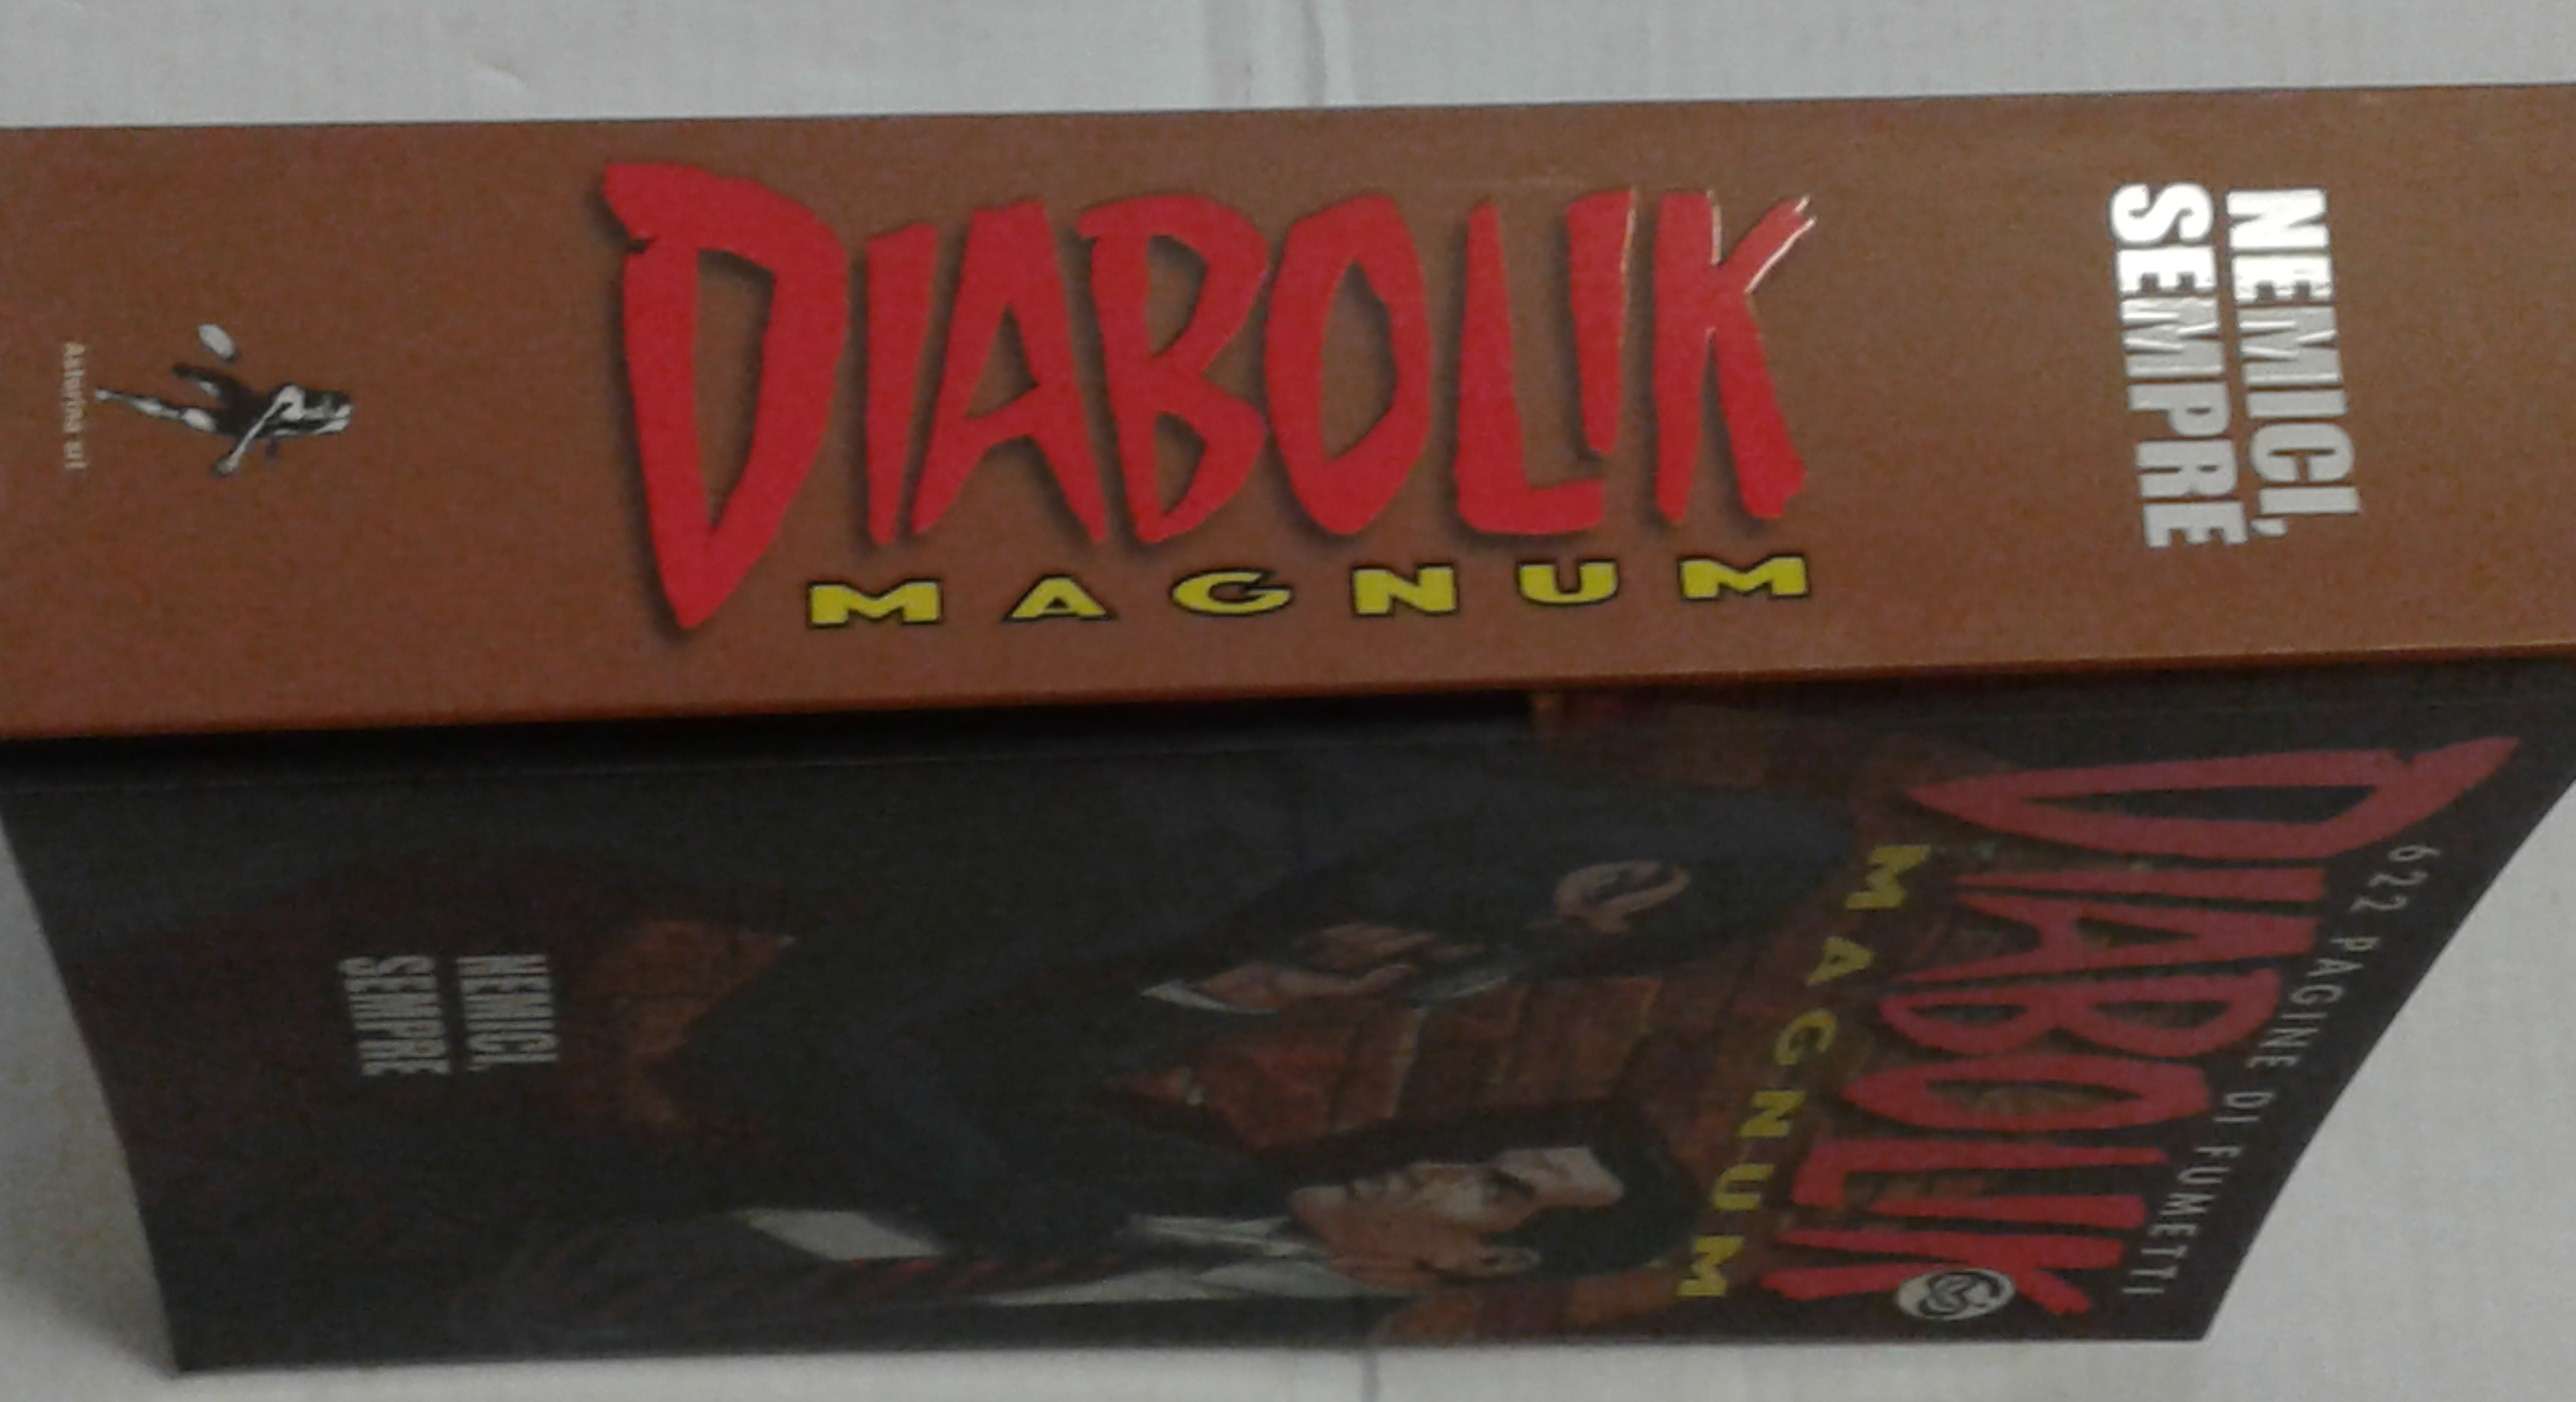 NEMICI,
SEMPRE
DIABOLIK
MAGNUM
Astorina srl
622 PAGINE DI FUMETTI
DIABOLIK
MAGNUM
NEMICI,
SEMPRE